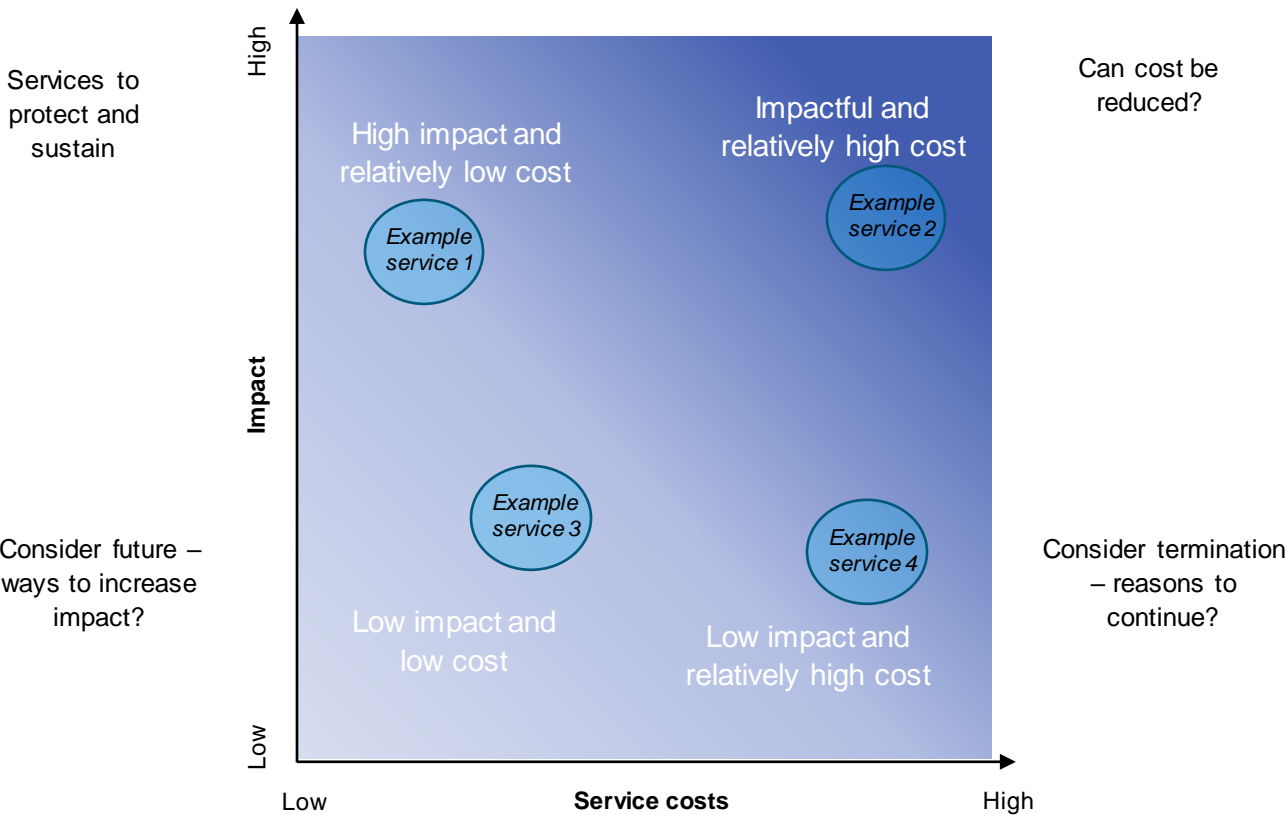 High
Services to
protect and
sustain
Can cost be
reduced?
High impact and
relatively low cost
Impactful and
relatively high cost
Example
service 1
Example
service 2
Impact
Example
service 3
Example
service 4
Consider future –
ways to increase
impact?
Consider termination
– reasons to
continue?
Low impact and
low cost
Low impact and
relatively high cost
Low
Low
Service costs
High